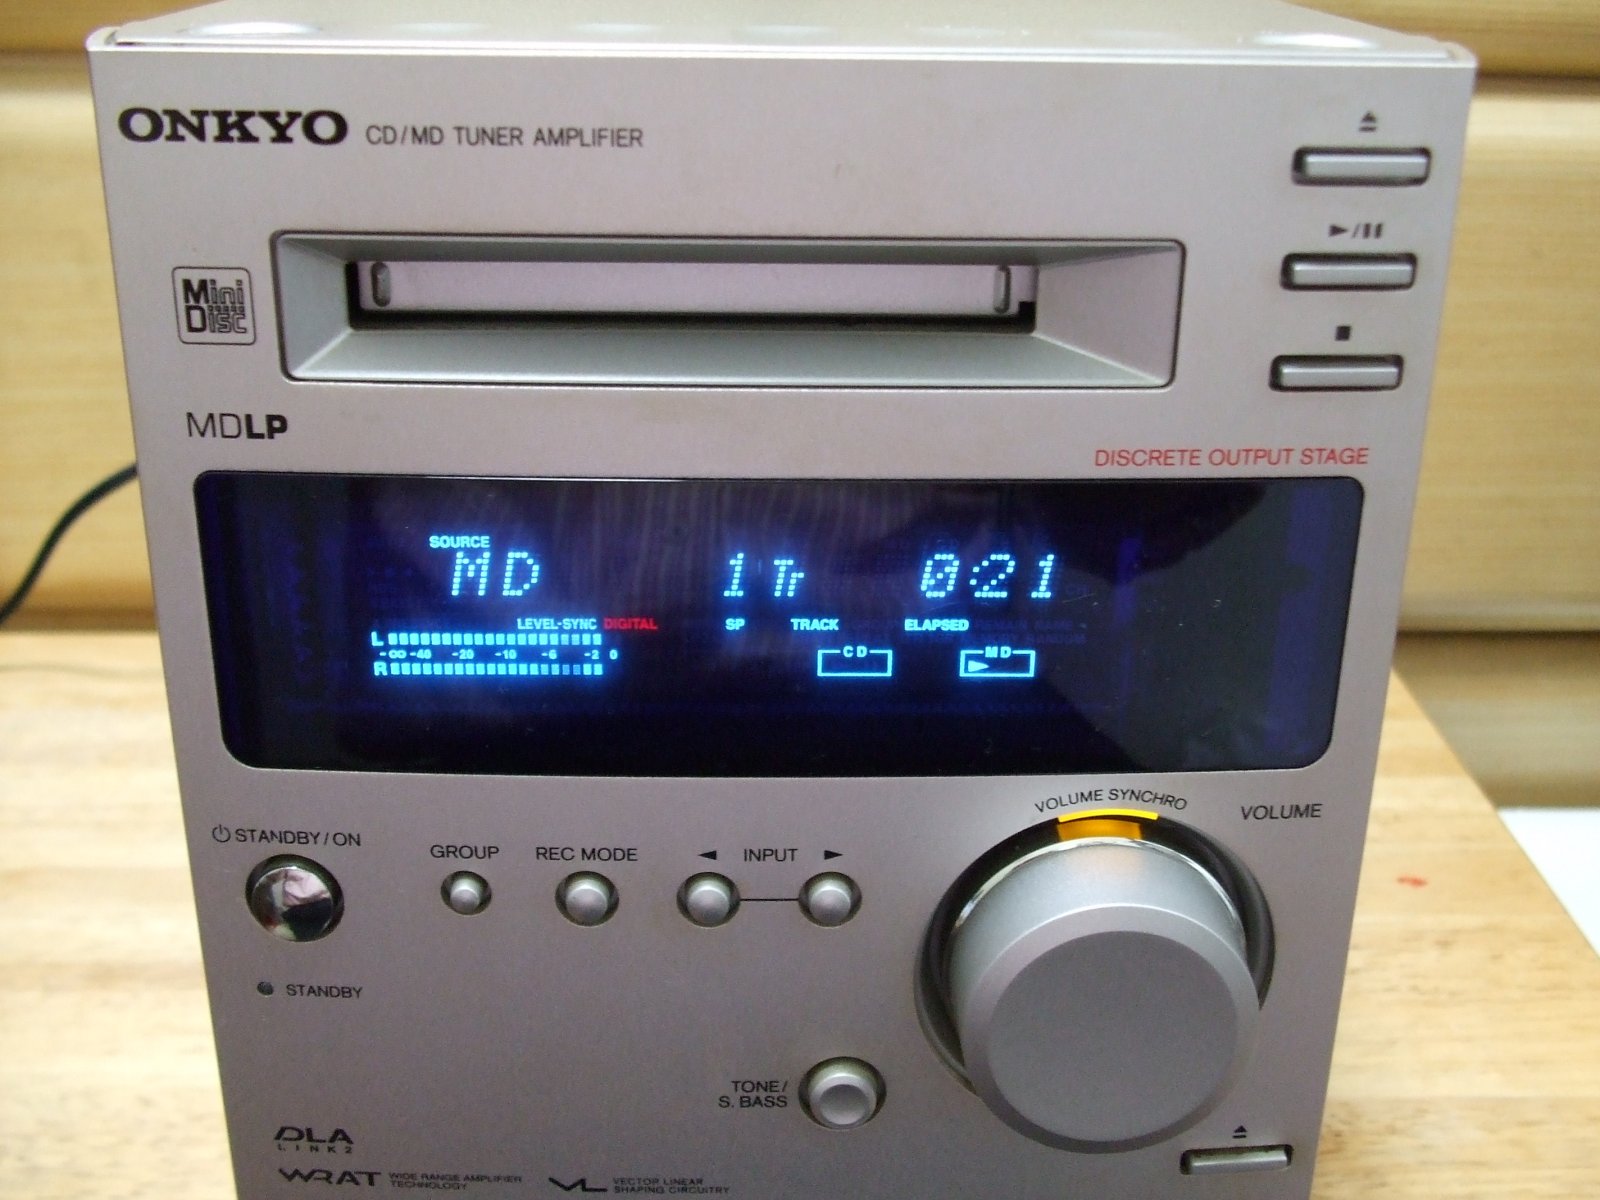 ONKYO CD/MD TUNER AMPLIFIER
Mini
Disc
MDLP
DISCRETE OUTPUT STAGE
SOURCE
MD 1Tr 0:21
LEVEL-SYNC DIGITAL SP TRACK ELAPSED
L
-∞ -40 -20 -10 -6 -2 0
R
CD MD
VOLUME SYNCHRO
VOLUME
STANDBY/ON
GROUP REC MODE INPUT
STANDBY
TONE/
S. BASS
DLA
LINK2
WRAT WIDE RANGE AMPLIFIER
TECHNOLOGY
VL VECTOR LINEAR
SHAPING CIRCUITRY